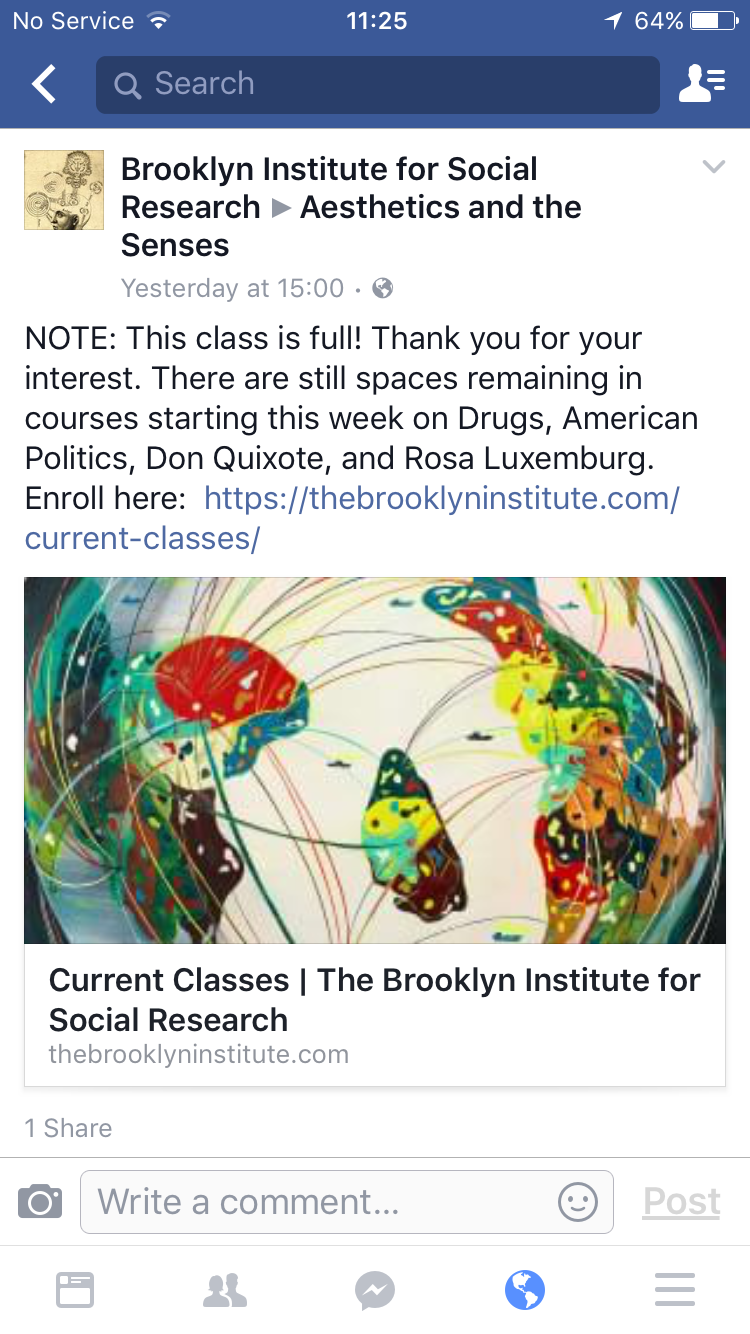 No Service 11:25 64%
Search
Brooklyn Institute for Social
Research ▶ Aesthetics and the
Senses
Yesterday at 15:00 ·
NOTE: This class is full! Thank you for your
interest. There are still spaces remaining in
courses starting this week on Drugs, American
Politics, Don Quixote, and Rosa Luxemburg.
Enroll here: https://thebrooklyninstitute.com/
current-classes/
Current Classes | The Brooklyn Institute for
Social Research
thebrooklyninstitute.com
1 Share
Write a comment...
Post